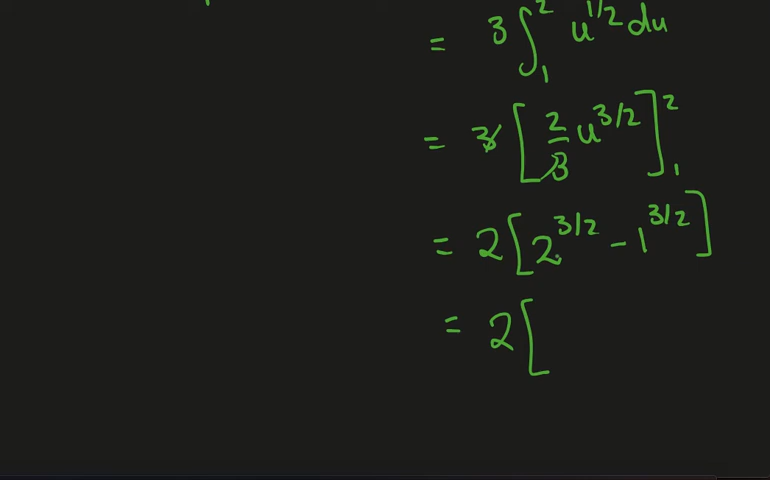 = 3 ∫₁² u^{1/2} du
= 3 [ 2/3 u^{3/2} ]₁²
= 2 [ 2^{3/2} - 1^{3/2} ]
= 2 [